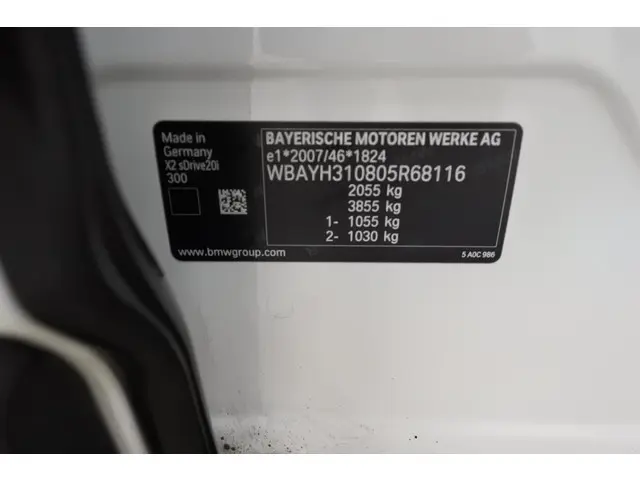 Made in
Germany
X2 sDrive20i
300
www.bmwgroup.com
BAYERISCHE MOTOREN WERKE AG
e1*2007/46*1824
WBAYH310805R68116
2055 kg
3855 kg
1- 1055 kg
2- 1030 kg
5 A0C 986